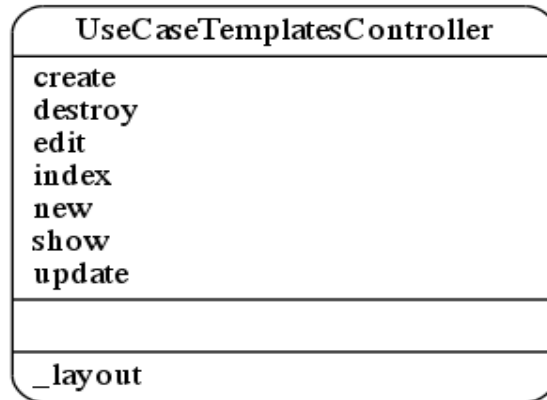 UseCaseTemplatesController
create
destroy
edit
index
new
show
update
_layout